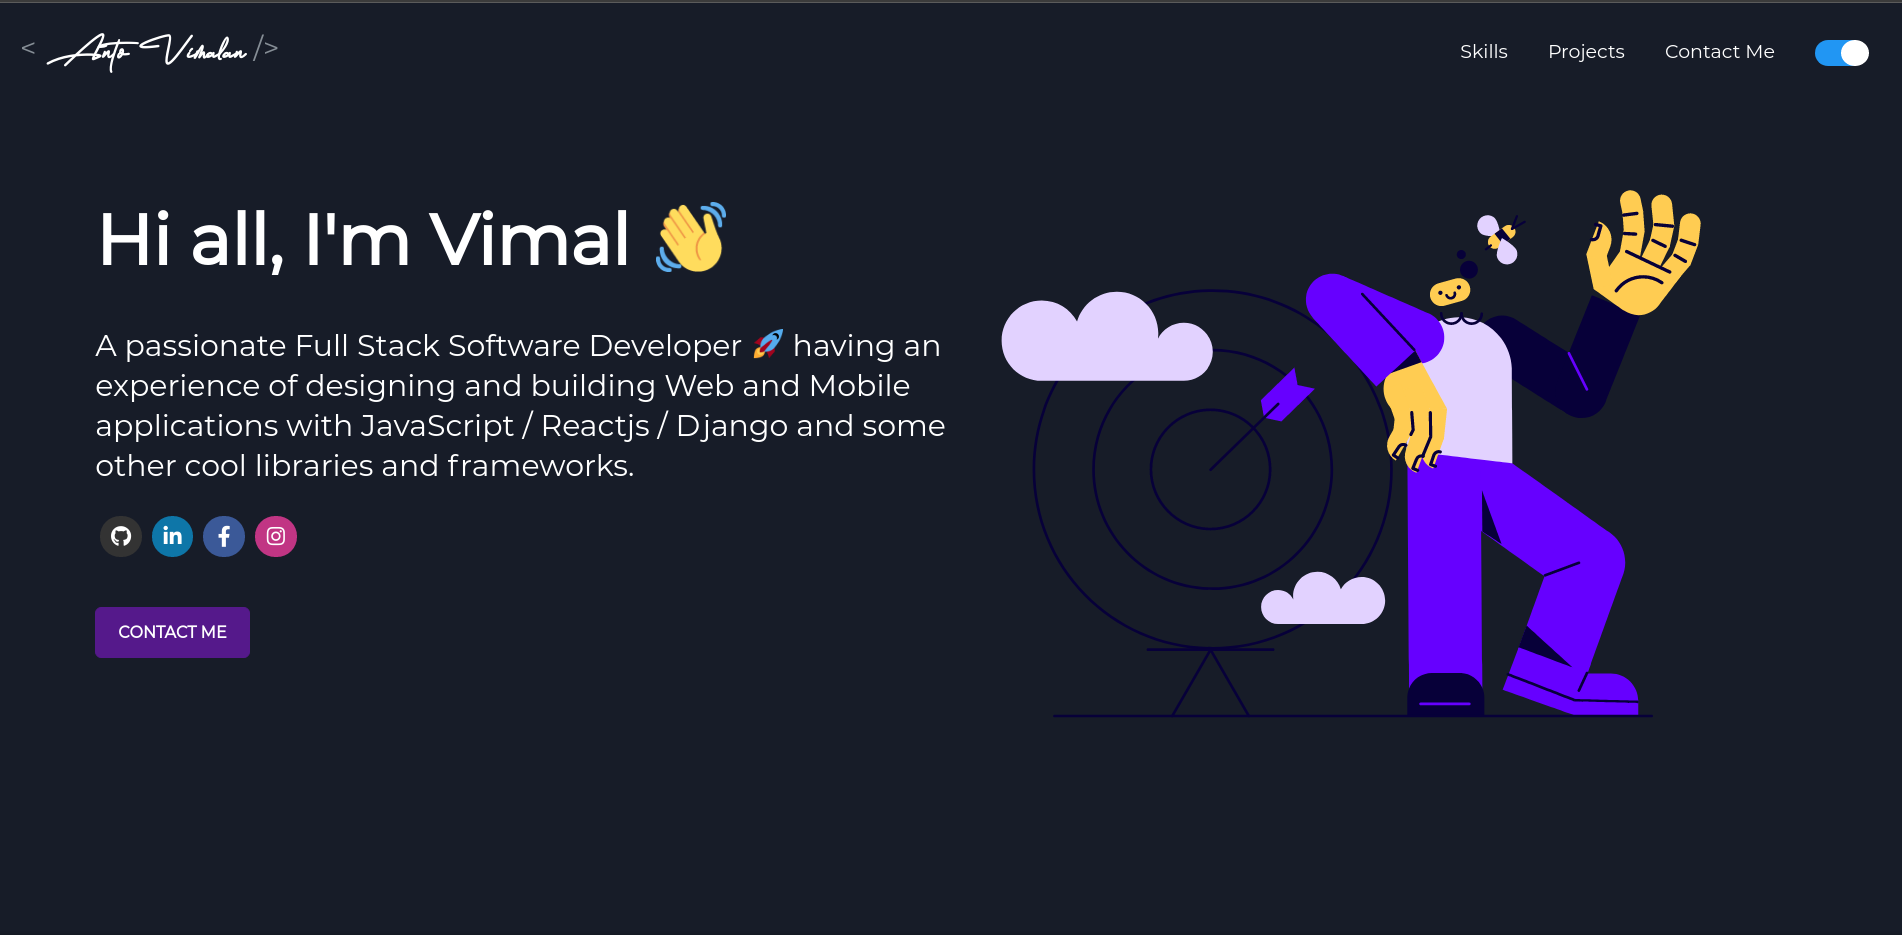 < Anto Vimalan />
Skills Projects Contact Me
Hi all, I'm Vimal 👋
A passionate Full Stack Software Developer 🚀 having an
experience of designing and building Web and Mobile
applications with JavaScript / Reactjs / Django and some
other cool libraries and frameworks.
in f
CONTACT ME